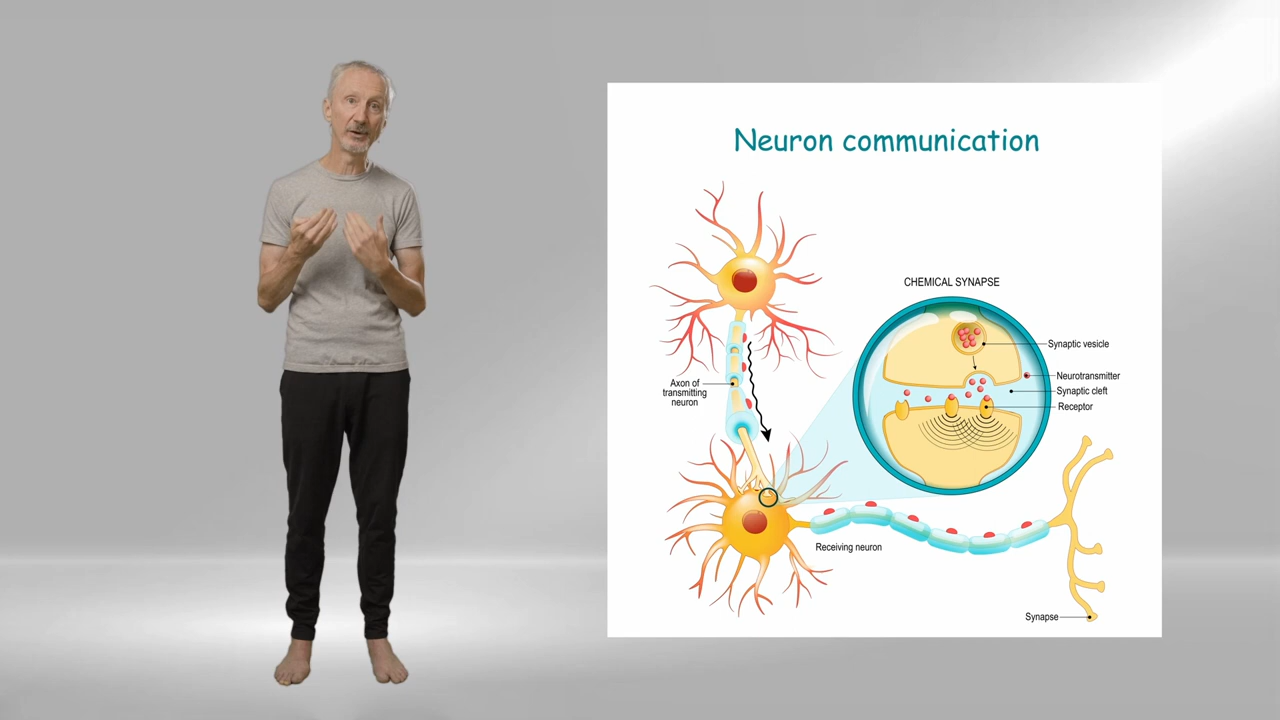 Neuron communication
CHEMICAL SYNAPSE
Synaptic vesicle
Neurotransmitter
Synaptic cleft
Receptor
Axon of
transmitting
neuron
Receiving neuron
Synapse